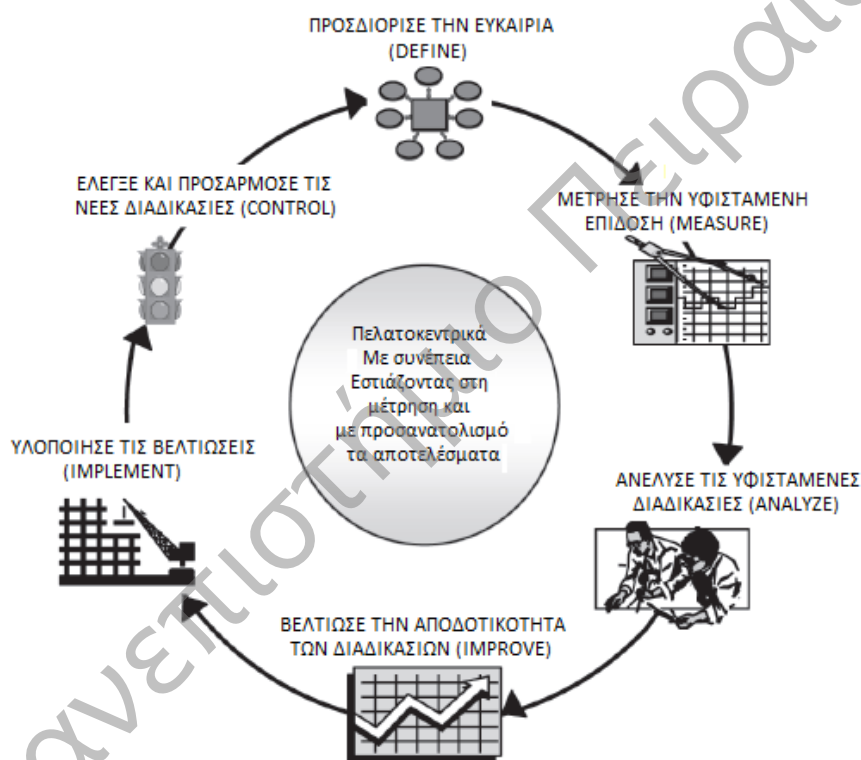 ΠΡΟΣΔΙΟΡΙΣΕ ΤΗΝ ΕΥΚΑΙΡΙΑ
(DEFINE)
ΜΕΤΡΗΣΕ ΤΗΝ ΥΦΙΣΤΑΜΕΝΗ
ΕΠΙΔΟΣΗ (MEASURE)
ΑΝΕΛΥΣΕ ΤΙΣ ΥΦΙΣΤΑΜΕΝΕΣ
ΔΙΑΔΙΚΑΣΙΕΣ (ANALYZE)
ΒΕΛΤΙΩΣΕ ΤΗΝ ΑΠΟΔΟΤΙΚΟΤΗΤΑ
ΤΩΝ ΔΙΑΔΙΚΑΣΙΩΝ (IMPROVE)
ΥΛΟΠΟΙΗΣΕ ΤΙΣ ΒΕΛΤΙΩΣΕΙΣ
(IMPLEMENT)
ΕΛΕΓΞΕ ΚΑΙ ΠΡΟΣΑΡΜΟΣΕ ΤΙΣ
ΝΕΕΣ ΔΙΑΔΙΚΑΣΙΕΣ (CONTROL)
Πελατοκεντρικά
Με συνέπεια
Εστιάζοντας στη
μέτρηση και
με προσανατολισμό
τα αποτελέσματα